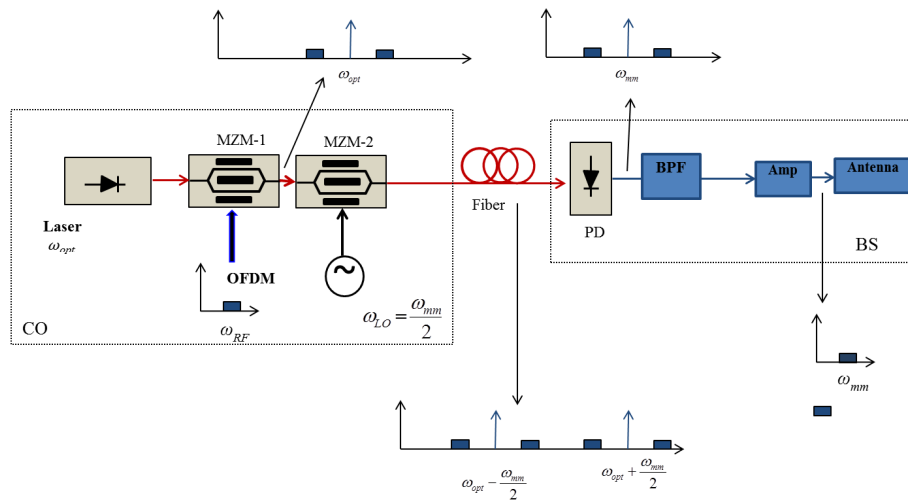 ω_opt
ω_mm
MZM-1
MZM-2
Laser
ω_opt
OFDM
ω_RF
ω_LO = ω_mm/2
CO
Fiber
PD
BPF
Amp
Antenna
BS
ω_mm
ω_opt − ω_mm/2
ω_opt + ω_mm/2